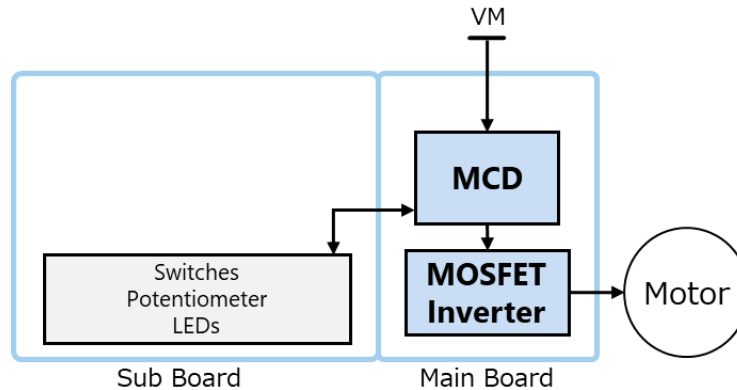 VM
MCD
Switches
Potentiometer
LEDs
MOSFET
Inverter
Motor
Sub Board
Main Board